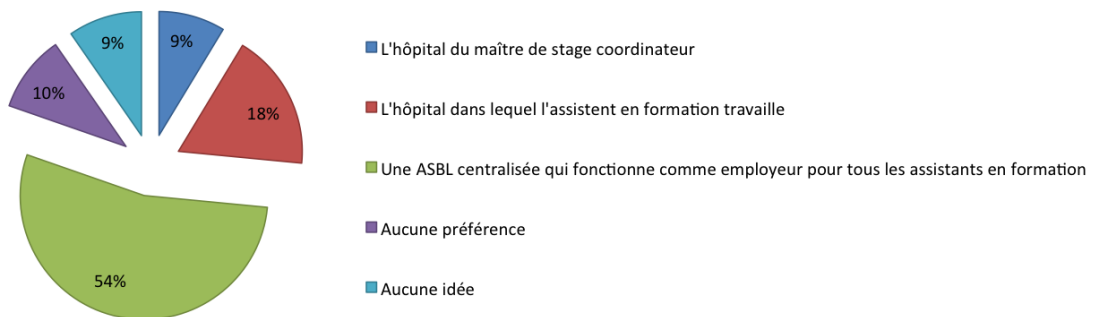 9%
9%
18%
10%
54%
L'hôpital du maître de stage coordinateur
L'hôpital dans lequel l'assistent en formation travaille
Une ASBL centralisée qui fonctionne comme employeur pour tous les assistants en formation
Aucune préférence
Aucune idée